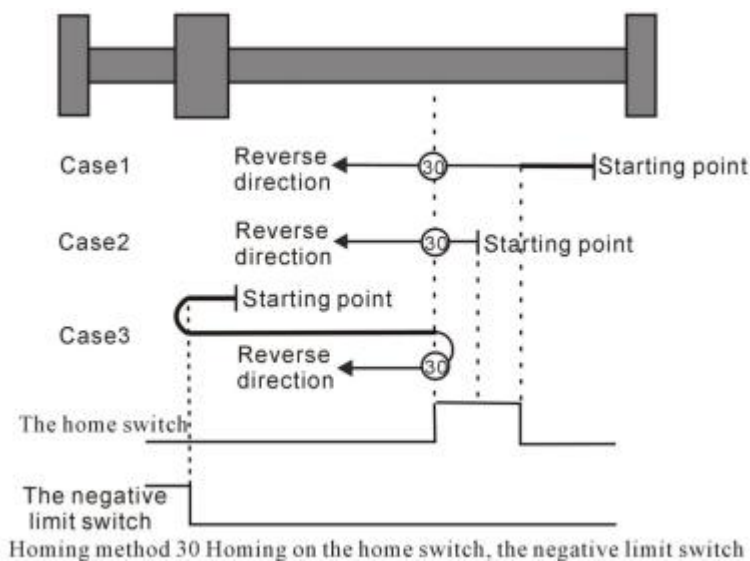 Case1
Reverse
direction
30
Starting point
Case2
Reverse
direction
30
Starting point
Starting point
Case3
Reverse
direction
30
The home switch
The negative
limit switch
Homing method 30 Homing on the home switch, the negative limit switch